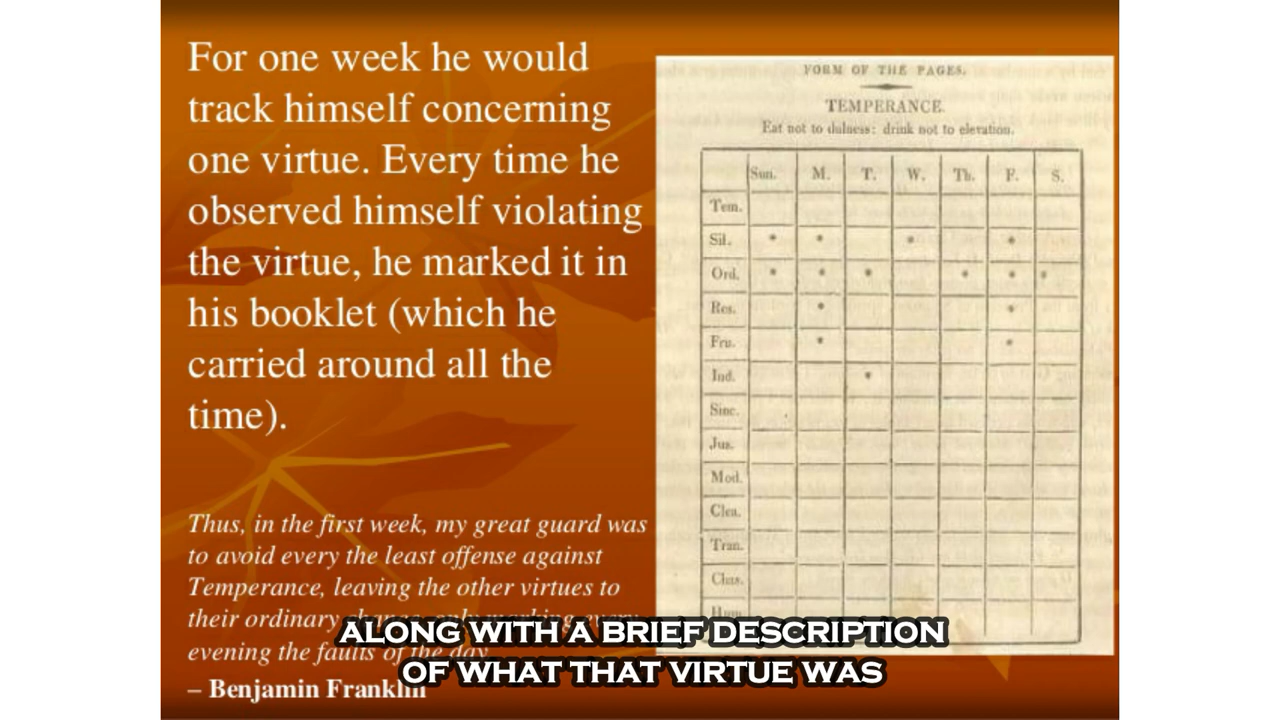 For one week he would
track himself concerning
one virtue. Every time he
observed himself violating
the virtue, he marked it in
his booklet (which he
carried around all the
time).
Thus, in the first week, my great guard was
to avoid every the least offense against
Temperance, leaving the other virtues to
their ordinary chance, only marking every
evening the faults of the day
– Benjamin Franklin
FORM OF THE PAGES.
TEMPERANCE.
Eat not to dulness: drink not to elevation.
Sun. M. T. W. Th. F. S.
Tem.
Sil.
Ord.
Res.
Fru.
Ind.
Sinc.
Jus.
Mod.
Clea.
Tran.
Chas.
Hum.
ALONG WITH A BRIEF DESCRIPTION
OF WHAT THAT VIRTUE WAS